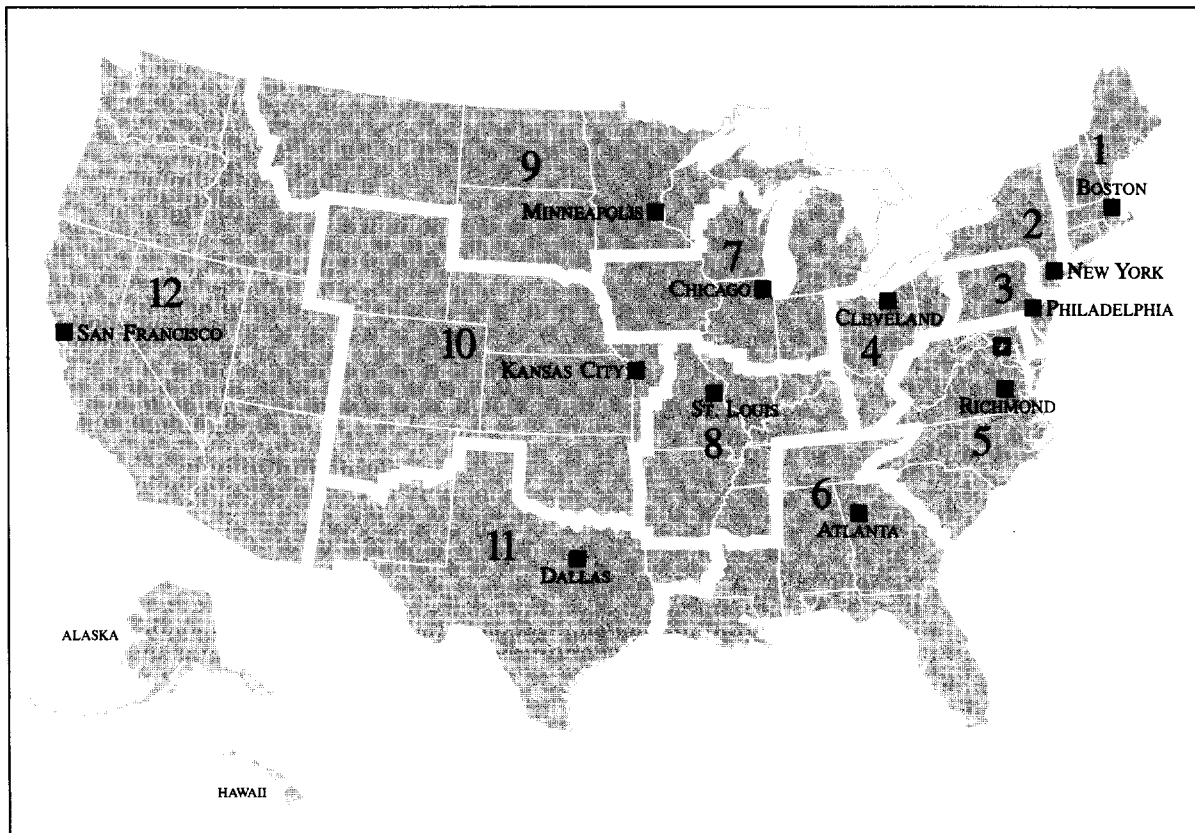 1
BOSTON
9
MINNEAPOLIS
2
7
NEW YORK
12
CHICAGO
3
PHILADELPHIA
SAN FRANCISCO
CLEVELAND
10
4
KANSAS CITY
ST. LOUIS
RICHMOND
8
5
6
ATLANTA
11
DALLAS
ALASKA
HAWAII